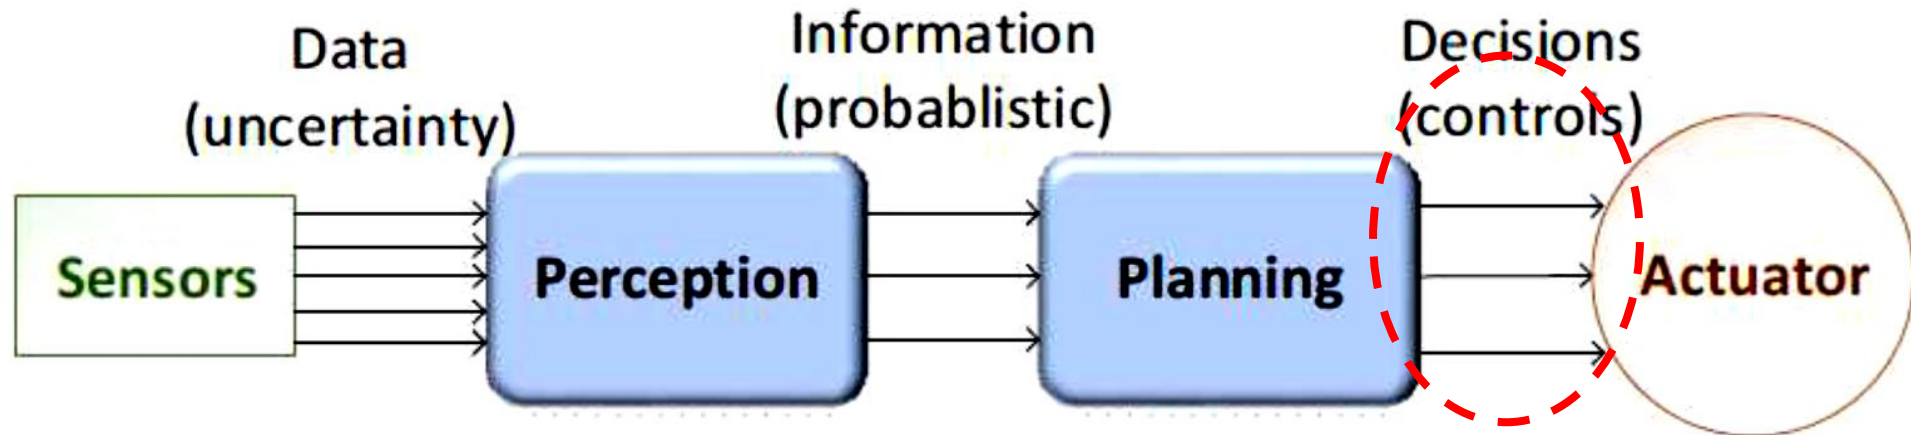 Data
(uncertainty)
Information
(probablistic)
Decisions
(controls)
Sensors
Perception
Planning
Actuator